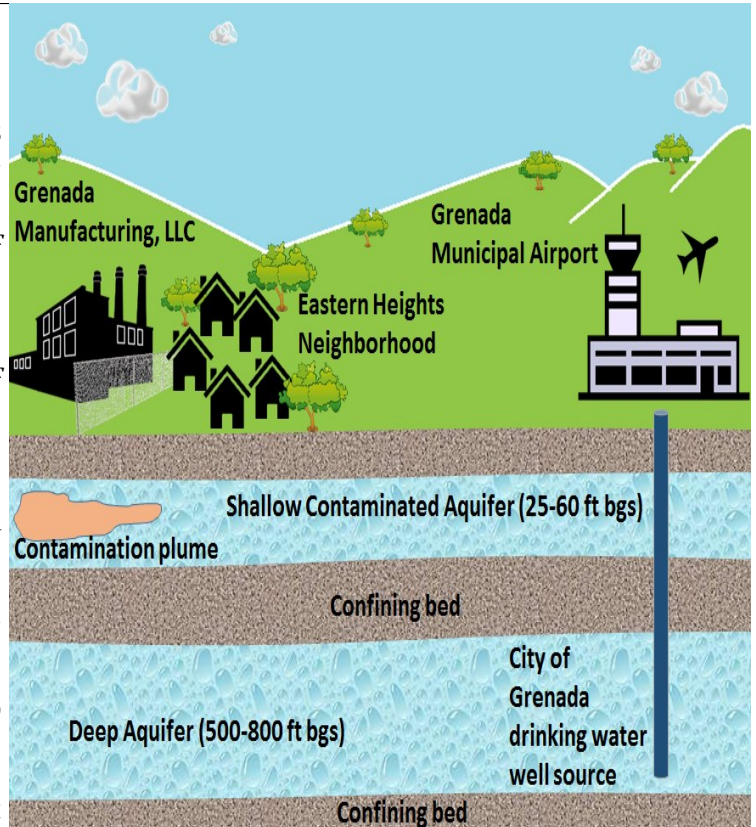 Grenada
Manufacturing, LLC
Grenada
Municipal Airport
Eastern Heights
Neighborhood
Shallow Contaminated Aquifer (25-60 ft bgs)
Contamination plume
Confining bed
City of
Grenada
drinking water
well source
Deep Aquifer (500-800 ft bgs)
Confining bed